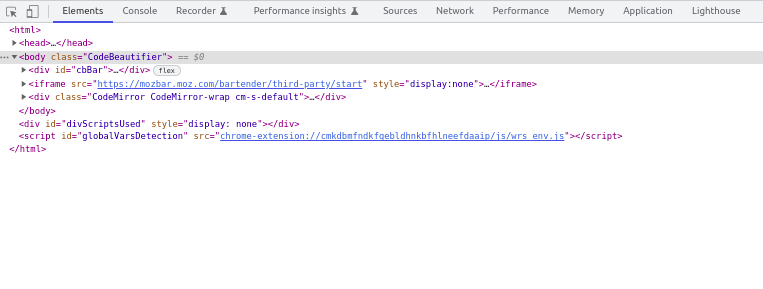 Elements Console Recorder Performance insights Sources Network Performance Memory Application Lighthouse
<html>
<head>…</head>
<body class="CodeBeautifier"> == $0
<div id="cbBar">…</div> flex
<iframe src="https://mozbar.moz.com/bartender/third-party/start" style="display:none">…</iframe>
<div class="CodeMirror CodeMirror-wrap cm-s-default">…</div>
</body>
<div id="divScriptsUsed" style="display: none"></div>
<script id="globalVarsDetection" src="chrome-extension://cmkdbmfndkfgebldhnkbfhlneefdaaip/js/wrs_env.js"></script>
</html>